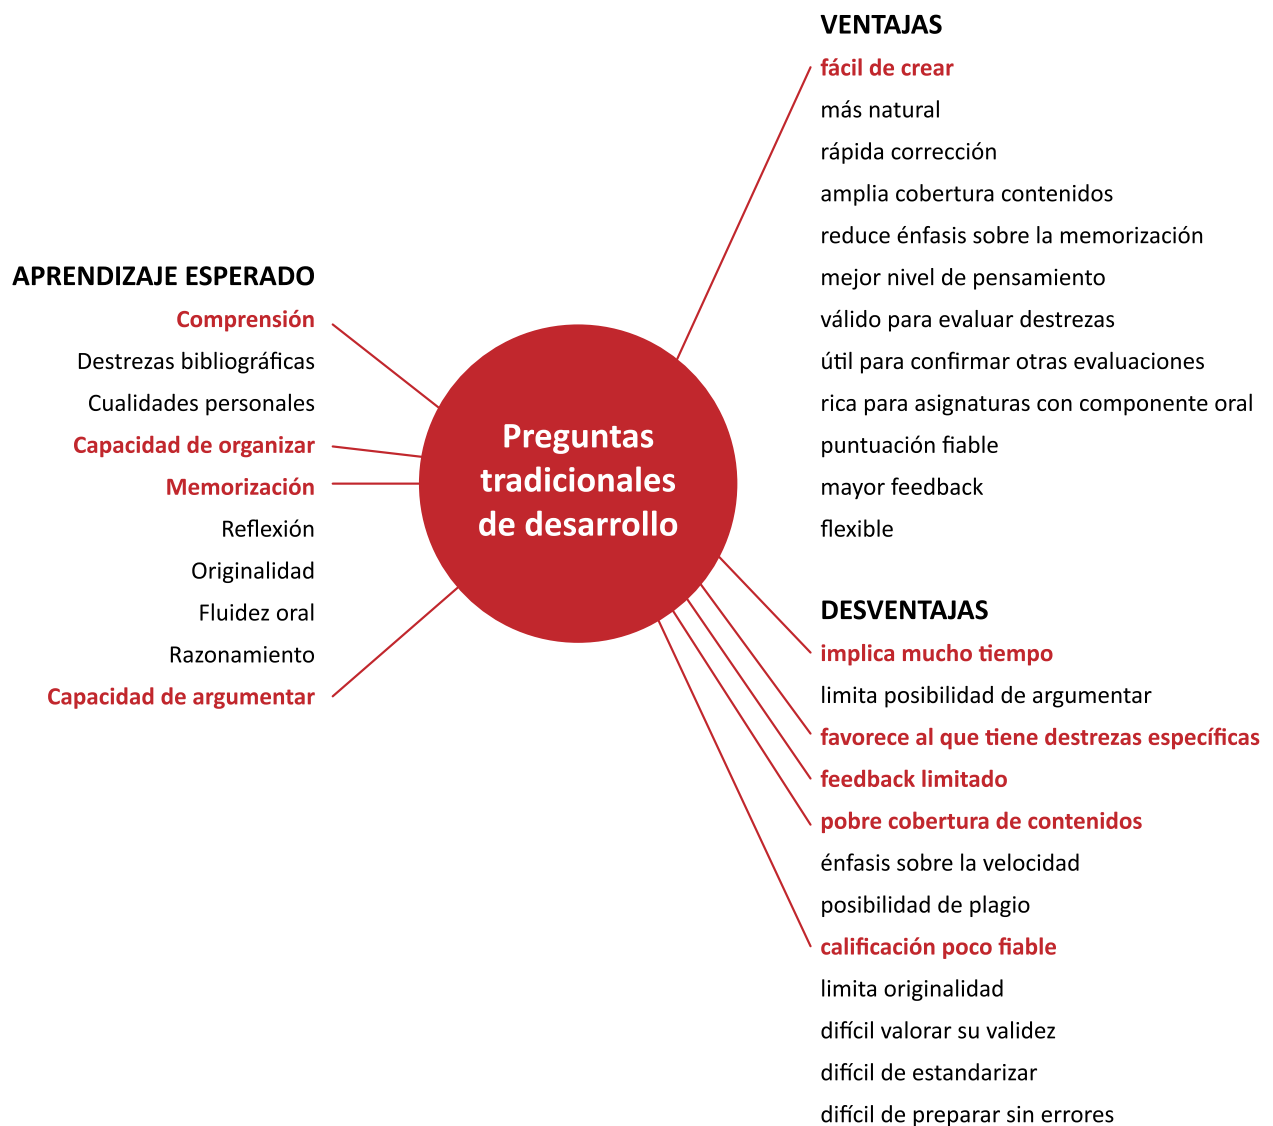 APRENDIZAJE ESPERADO
Comprensión
Destrezas bibliográficas
Cualidades personales
Capacidad de organizar
Memorización
Reflexión
Originalidad
Fluidez oral
Razonamiento
Capacidad de argumentar
Preguntas
tradicionales
de desarrollo
VENTAJAS
fácil de crear
más natural
rápida corrección
amplia cobertura contenidos
reduce énfasis sobre la memorización
mejor nivel de pensamiento
válido para evaluar destrezas
útil para confirmar otras evaluaciones
rica para asignaturas con componente oral
puntuación fiable
mayor feedback
flexible
DESVENTAJAS
implica mucho tiempo
limita posibilidad de argumentar
favorece al que tiene destrezas específicas
feedback limitado
pobre cobertura de contenidos
énfasis sobre la velocidad
posibilidad de plagio
calificación poco fiable
limita originalidad
difícil valorar su validez
difícil de estandarizar
difícil de preparar sin errores